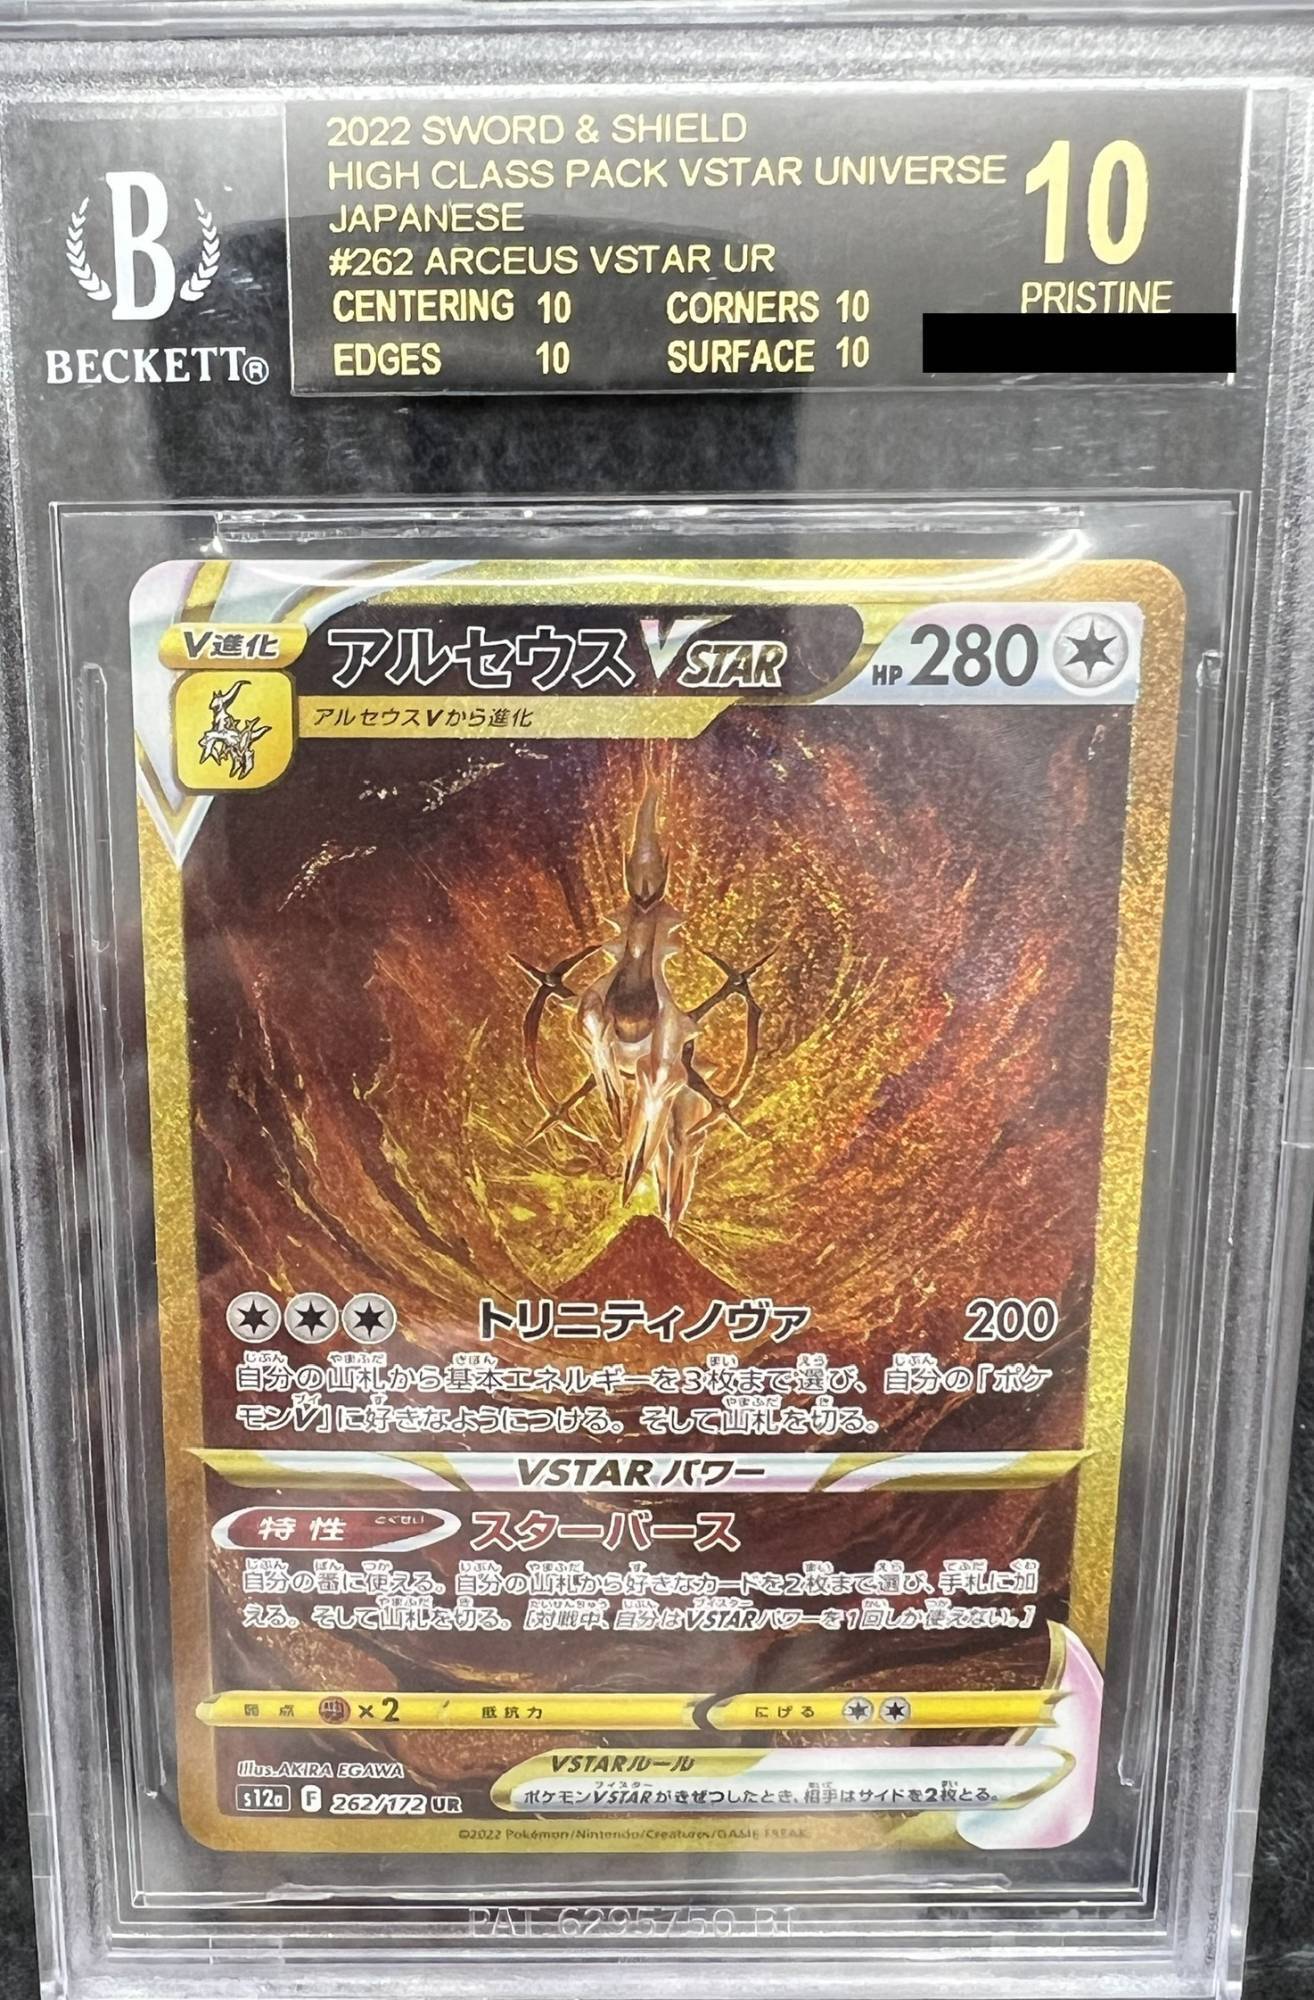 2022 SWORD & SHIELD
HIGH CLASS PACK VSTAR UNIVERSE
JAPANESE
#262 ARCEUS VSTAR UR
CENTERING 10 CORNERS 10
EDGES 10 SURFACE 10
10
PRISTINE
B
BECKETT®
V進化
アルセウスVSTAR
HP 280
アルセウスVから進化
トリニティノヴァ 200
自分の山札から基本エネルギーを3枚まで選び、自分の「ポケ
モンV」に好きなようにつける。そして山札を切る。
VSTARパワー
特性 とくせい スターバース
自分の番に使える。自分の山札から好きなカードを2枚まで選び、手札に加
える。そして山札を切る。[対戦中、自分はVSTARパワーを1回しか使えない。]
弱点 ×2 抵抗力 にげる
Illus. AKIRA EGAWA
VSTARルール
ポケモンVSTARがきぜつしたとき、相手はサイドを2枚とる。
s12a F 262/172 UR
©2022 Pokémon/Nintendo/Creatures/GAME FREAK